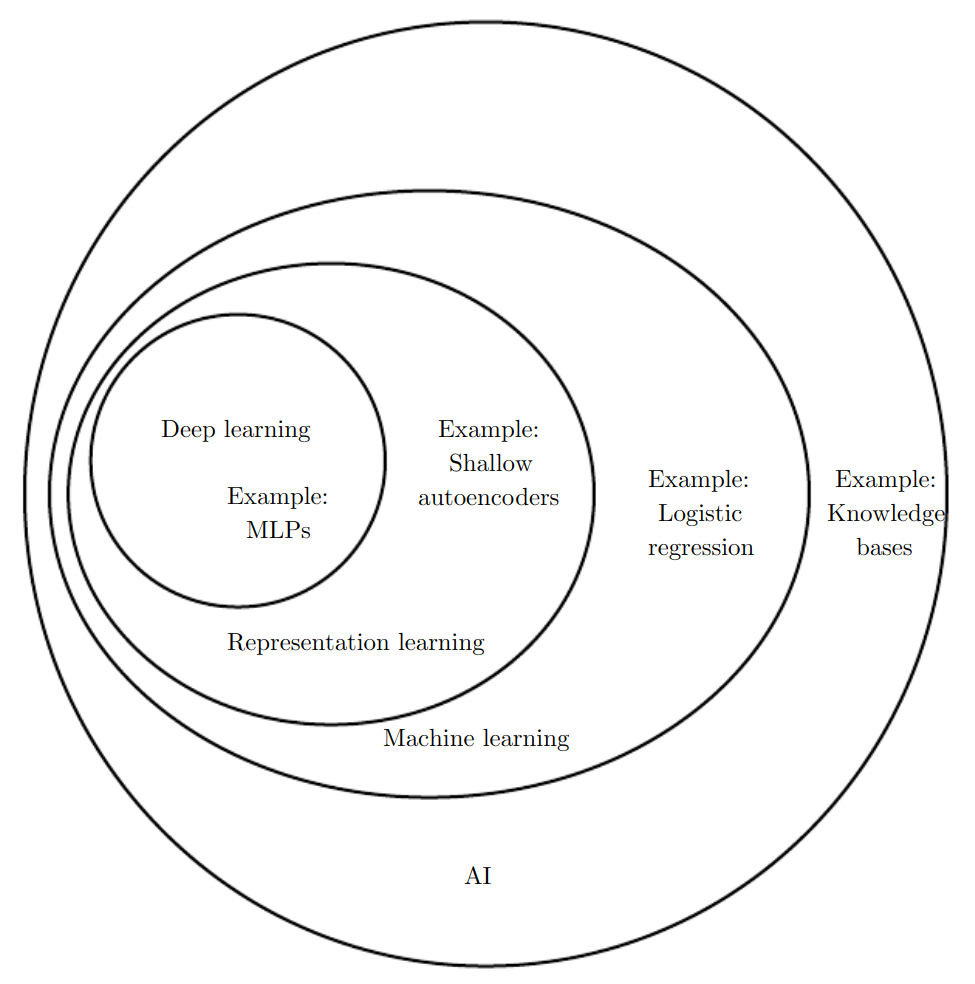 Deep learning
Example:
MLPs
Example:
Shallow
autoencoders
Example:
Logistic
regression
Example:
Knowledge
bases
Representation learning
Machine learning
AI